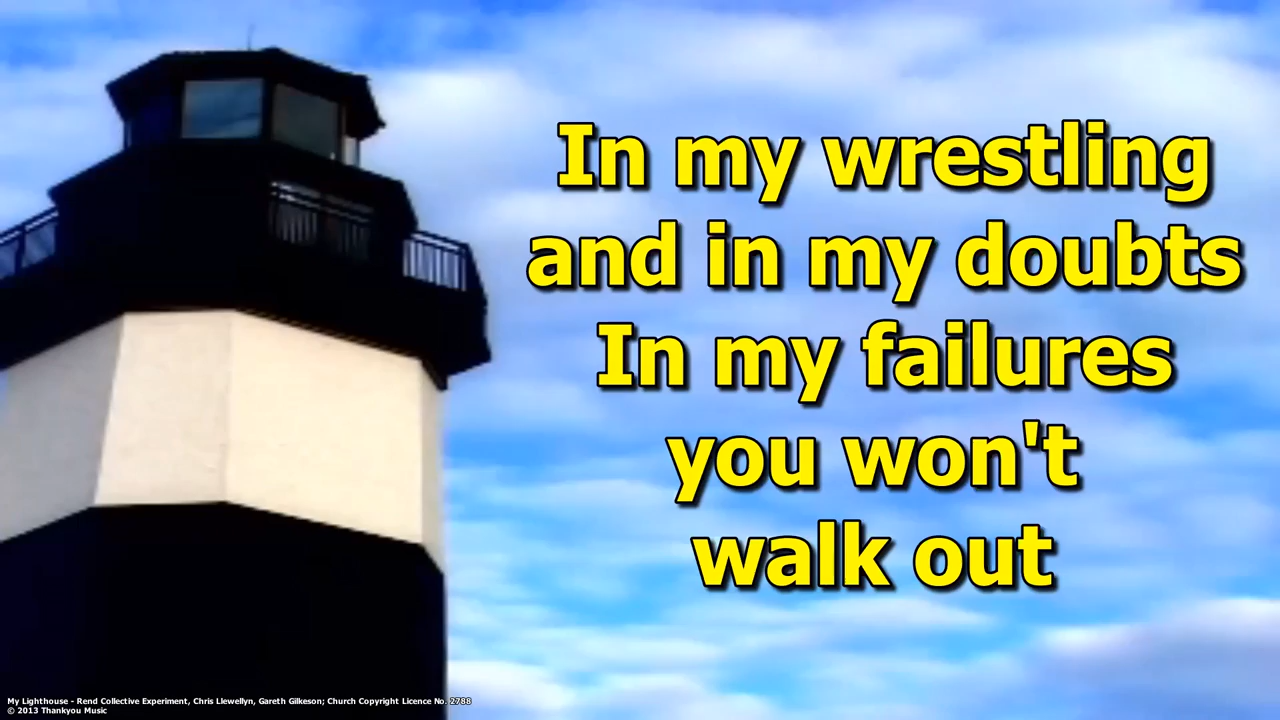 In my wrestling
and in my doubts
In my failures
you won't
walk out
My Lighthouse - Rend Collective Experiment, Chris Llewellyn, Gareth Gilkeson; Church Copyright Licence No. 2788
© 2013 Thankyou Music